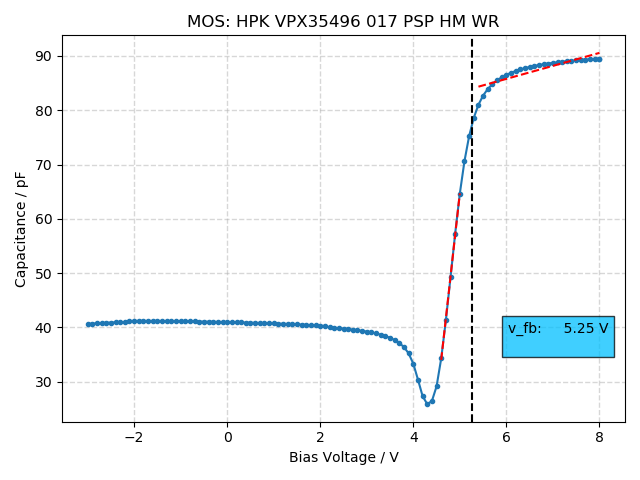 MOS: HPK VPX35496 017 PSP HM WR
Capacitance / pF
90
80
70
60
50
40
30
v_fb: 5.25 V
−2 0 2 4 6 8
Bias Voltage / V